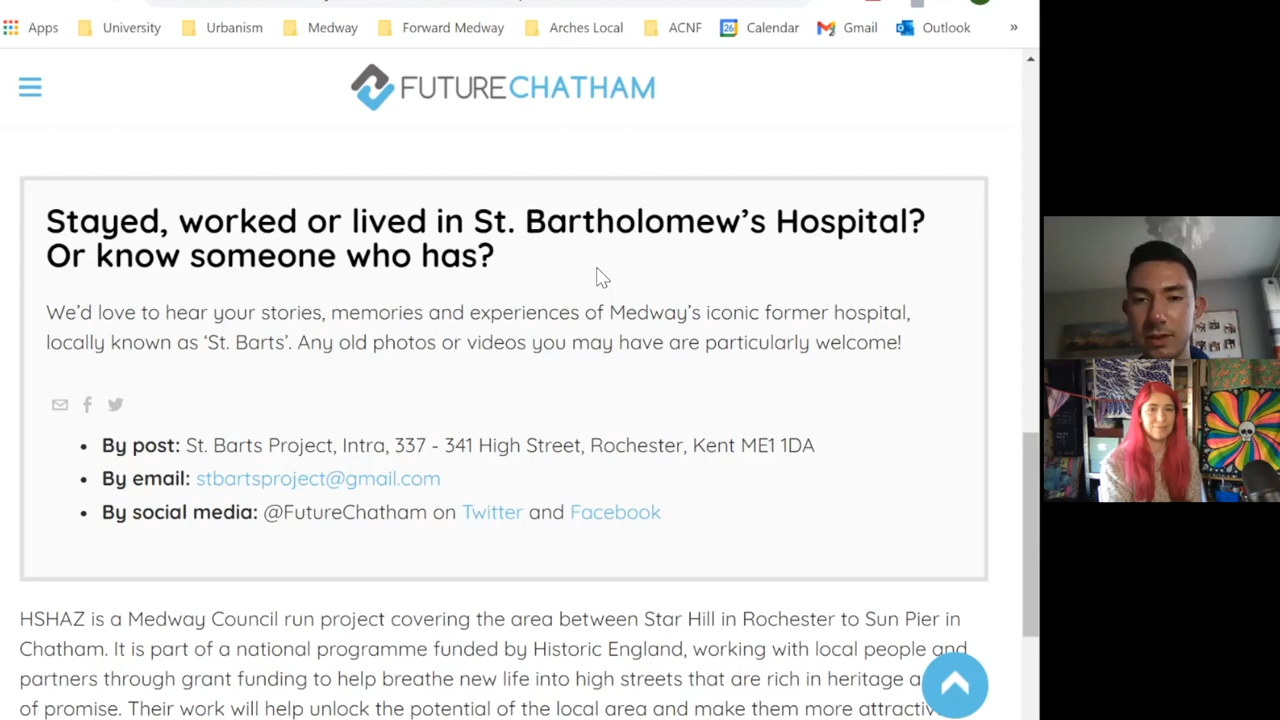 Apps University Urbanism Medway Forward Medway Arches Local ACNF 26 Calendar Gmail Outlook »
FUTURECHATHAM
Stayed, worked or lived in St. Bartholomew's Hospital?
Or know someone who has?
We'd love to hear your stories, memories and experiences of Medway's iconic former hospital,
locally known as 'St. Barts'. Any old photos or videos you may have are particularly welcome!
• By post: St. Barts Project, Intra, 337 - 341 High Street, Rochester, Kent ME1 1DA
• By email: stbartsproject@gmail.com
• By social media: @FutureChatham on Twitter and Facebook
HSHAZ is a Medway Council run project covering the area between Star Hill in Rochester to Sun Pier in
Chatham. It is part of a national programme funded by Historic England, working with local people and
partners through grant funding to help breathe new life into high streets that are rich in heritage a
of promise. Their work will help unlock the potential of the local area and make them more attractiv